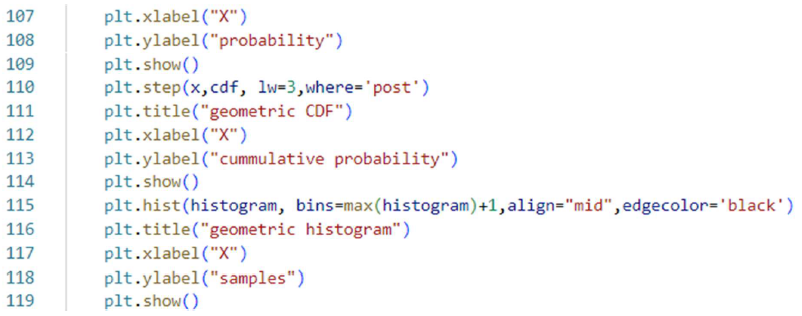 107 plt.xlabel("X")
108 plt.ylabel("probability")
109 plt.show()
110 plt.step(x,cdf, lw=3,where='post')
111 plt.title("geometric CDF")
112 plt.xlabel("X")
113 plt.ylabel("cummulative probability")
114 plt.show()
115 plt.hist(histogram, bins=max(histogram)+1,align="mid",edgecolor='black')
116 plt.title("geometric histogram")
117 plt.xlabel("X")
118 plt.ylabel("samples")
119 plt.show()